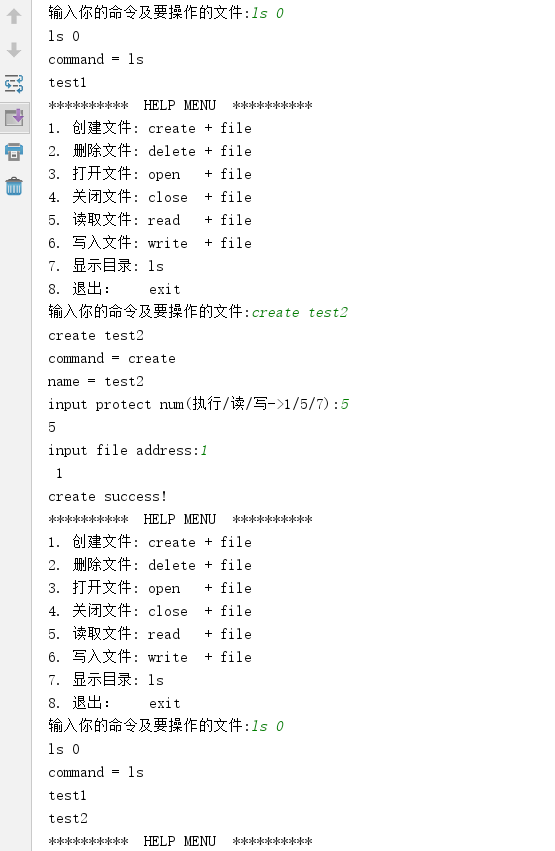 输入你的命令及要操作的文件:ls 0
ls 0
command = ls
test1
********** HELP MENU **********
1. 创建文件: create + file
2. 删除文件: delete + file
3. 打开文件: open + file
4. 关闭文件: close + file
5. 读取文件: read + file
6. 写入文件: write + file
7. 显示目录: ls
8. 退出: exit
输入你的命令及要操作的文件:create test2
create test2
command = create
name = test2
input protect num(执行/读/写->1/5/7):5
5
input file address:1
1
create success!
********** HELP MENU **********
1. 创建文件: create + file
2. 删除文件: delete + file
3. 打开文件: open + file
4. 关闭文件: close + file
5. 读取文件: read + file
6. 写入文件: write + file
7. 显示目录: ls
8. 退出: exit
输入你的命令及要操作的文件:ls 0
ls 0
command = ls
test1
test2
********** HELP MENU **********